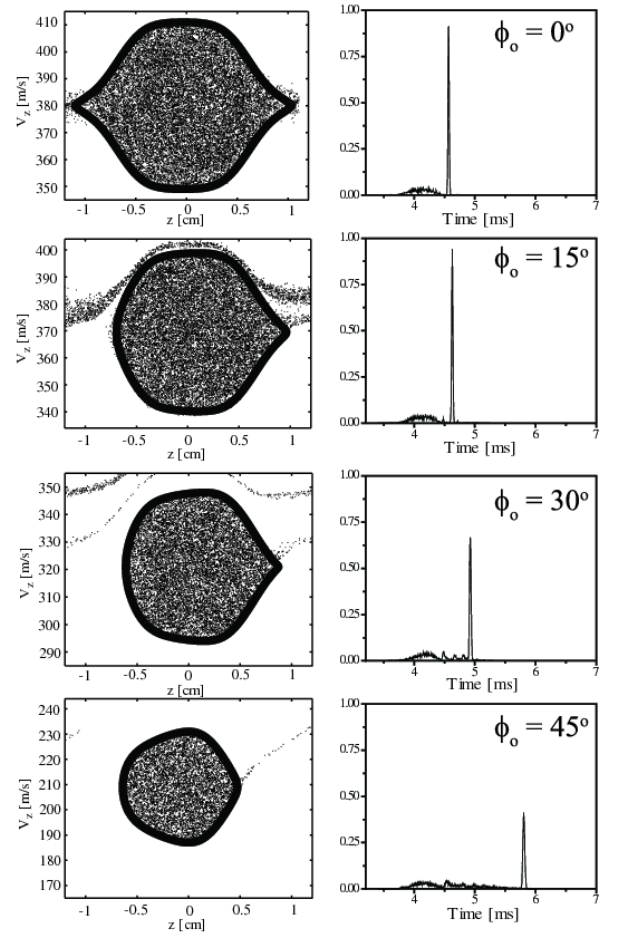 410
400
390
380
370
360
350
V_z [m/s]
-1 -0.5 0 0.5 1
z [cm]
1.00
0.75
0.50
0.25
0.00
4 5 6 7
Time [ms]
ϕ_o = 0º
400
390
380
370
360
350
340
V_z [m/s]
-1 -0.5 0 0.5 1
z [cm]
1.00
0.75
0.50
0.25
0.00
4 5 6 7
Time [ms]
ϕ_o = 15º
350
340
330
320
310
300
290
V_z [m/s]
-1 -0.5 0 0.5 1
z [cm]
1.00
0.75
0.50
0.25
0.00
4 5 6 7
Time [ms]
ϕ_o = 30º
240
230
220
210
200
190
180
170
V_z [m/s]
-1 -0.5 0 0.5 1
z [cm]
1.00
0.75
0.50
0.25
0.00
4 5 6 7
Time [ms]
ϕ_o = 45º